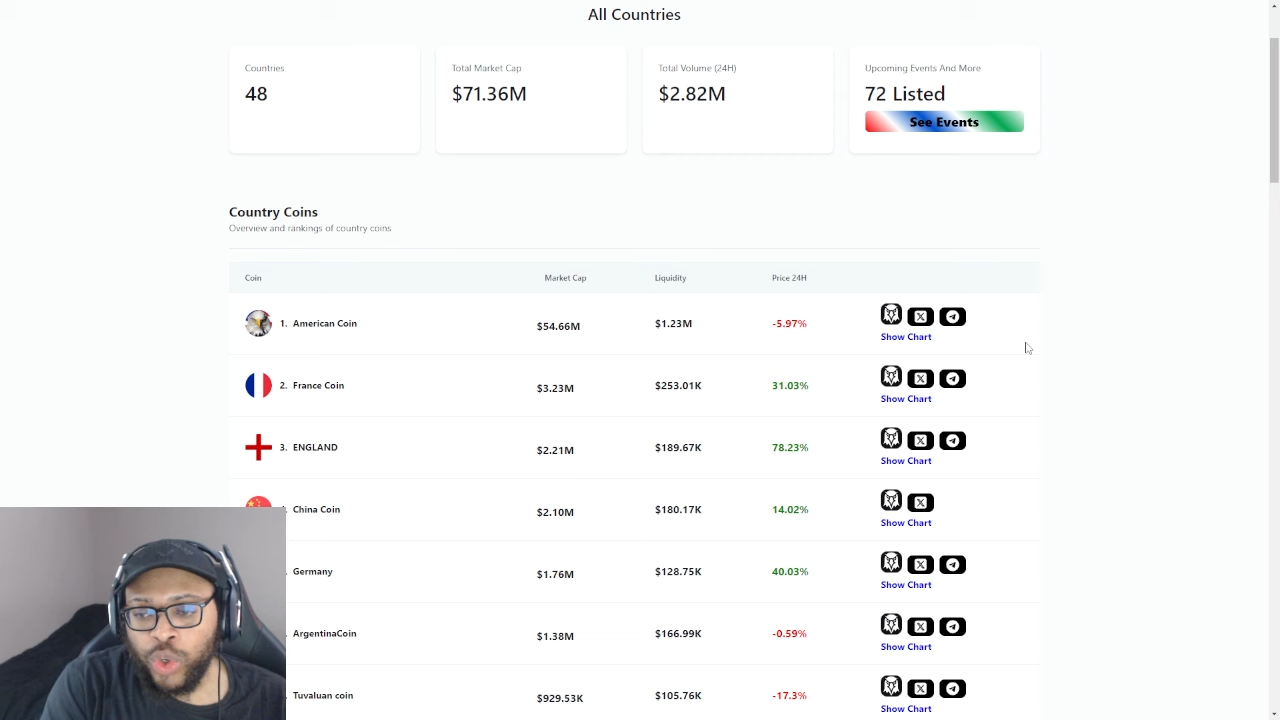 All Countries
Countries
48
Total Market Cap
$71.36M
Total Volume (24H)
$2.82M
Upcoming Events And More
72 Listed
See Events
Country Coins
Overview and rankings of country coins
Coin Market Cap Liquidity Price 24H
1. American Coin $54.66M $1.23M -5.97%
Show Chart
2. France Coin $3.23M $253.01K 31.03%
Show Chart
3. ENGLAND $2.21M $189.67K 78.23%
Show Chart
China Coin $2.10M $180.17K 14.02%
Show Chart
Germany $1.76M $128.75K 40.03%
Show Chart
ArgentinaCoin $1.38M $166.99K -0.59%
Show Chart
Tuvaluan coin $929.53K $105.76K -17.3%
Show Chart